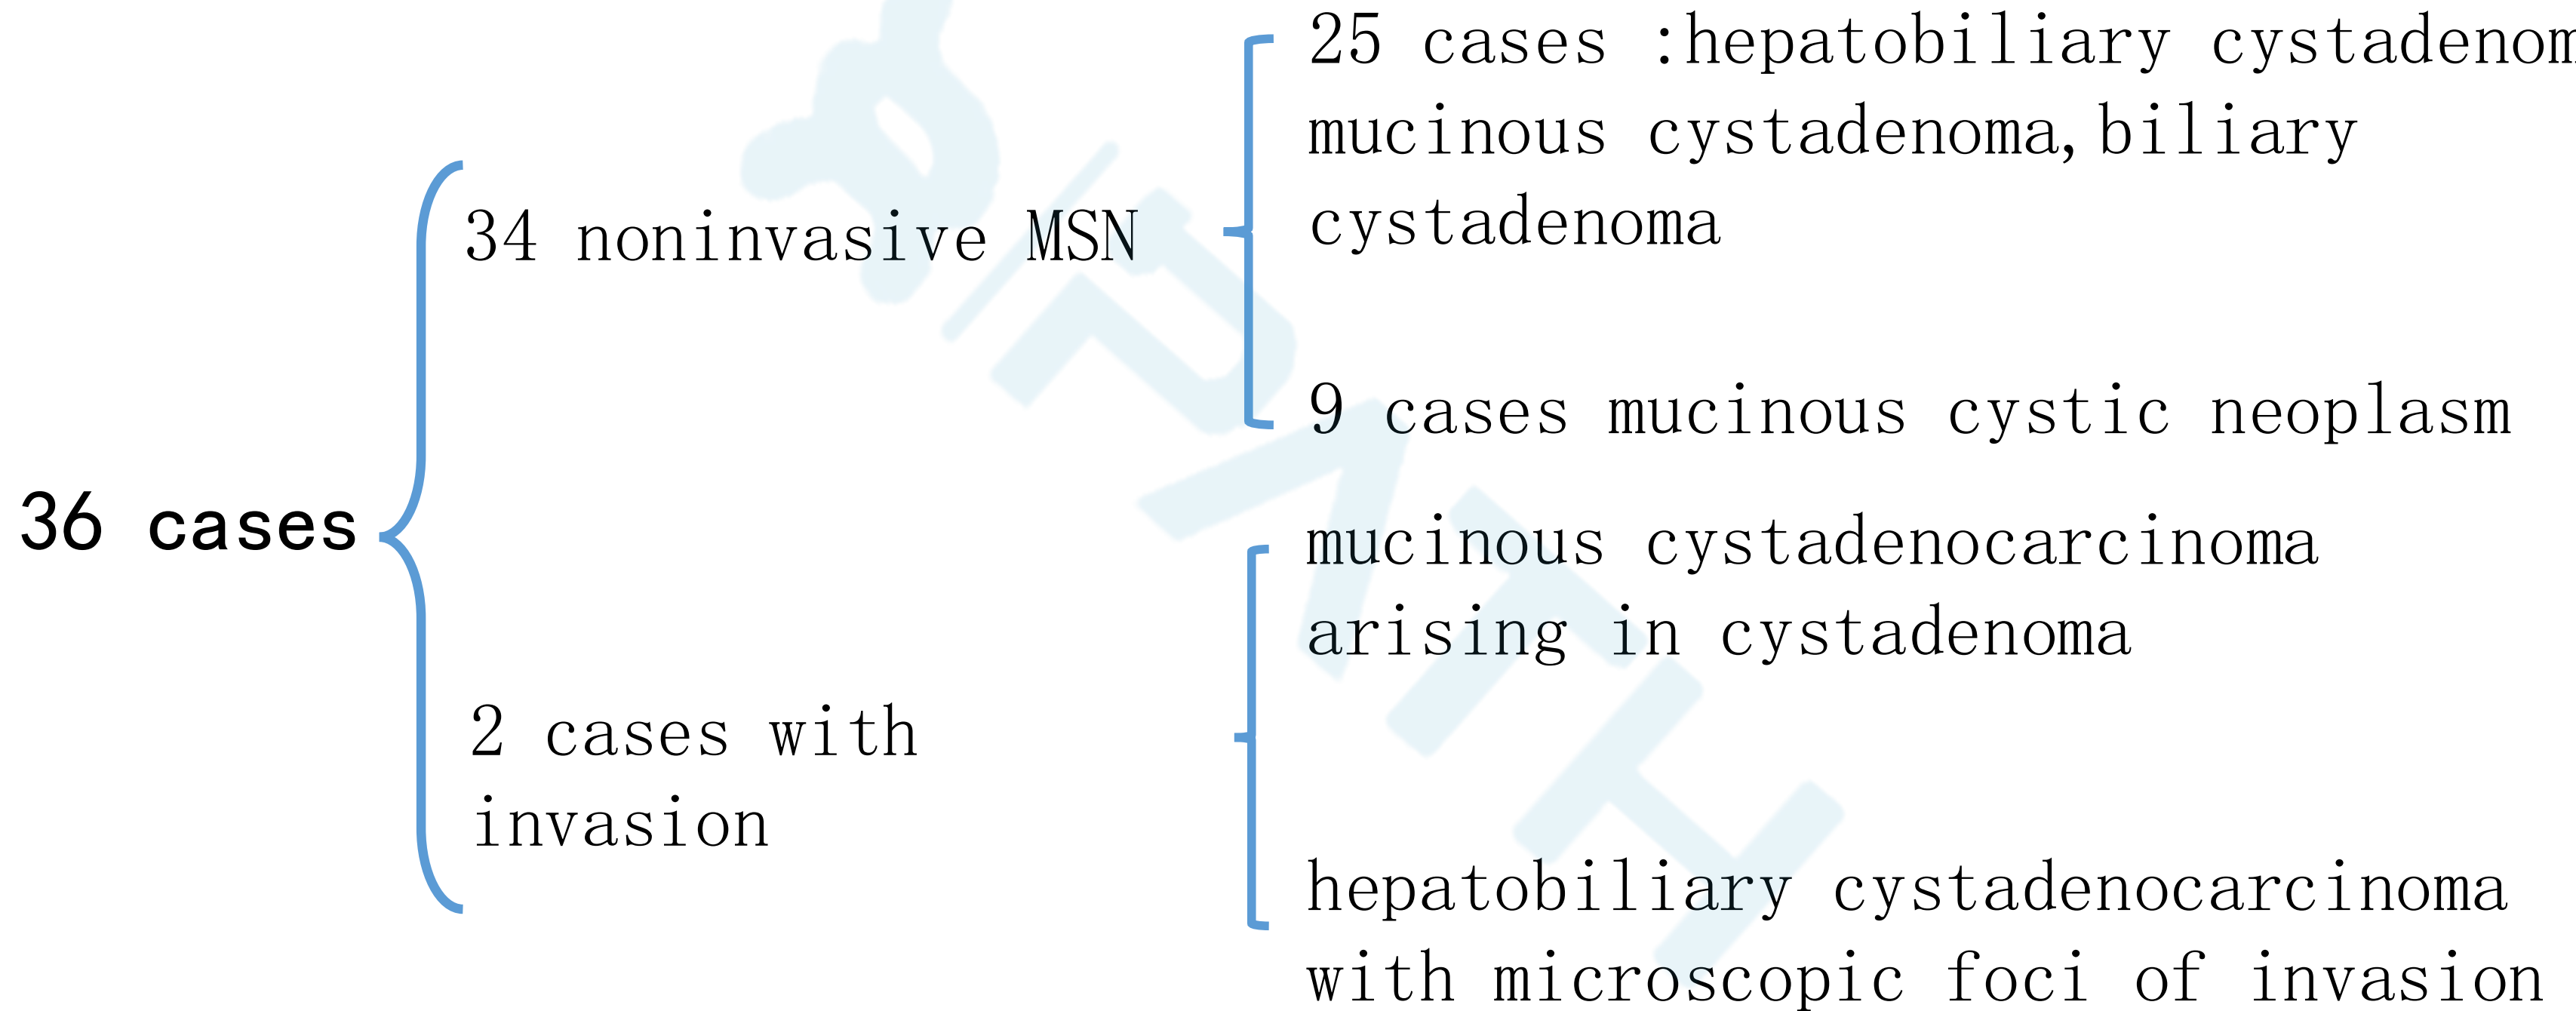 25 cases :hepatobiliary cystadenom
mucinous cystadenoma,biliary
cystadenoma
34 noninvasive MSN
9 cases mucinous cystic neoplasm
36 cases
mucinous cystadenocarcinoma
arising in cystadenoma
2 cases with
invasion
hepatobiliary cystadenocarcinoma
with microscopic foci of invasion
PATH